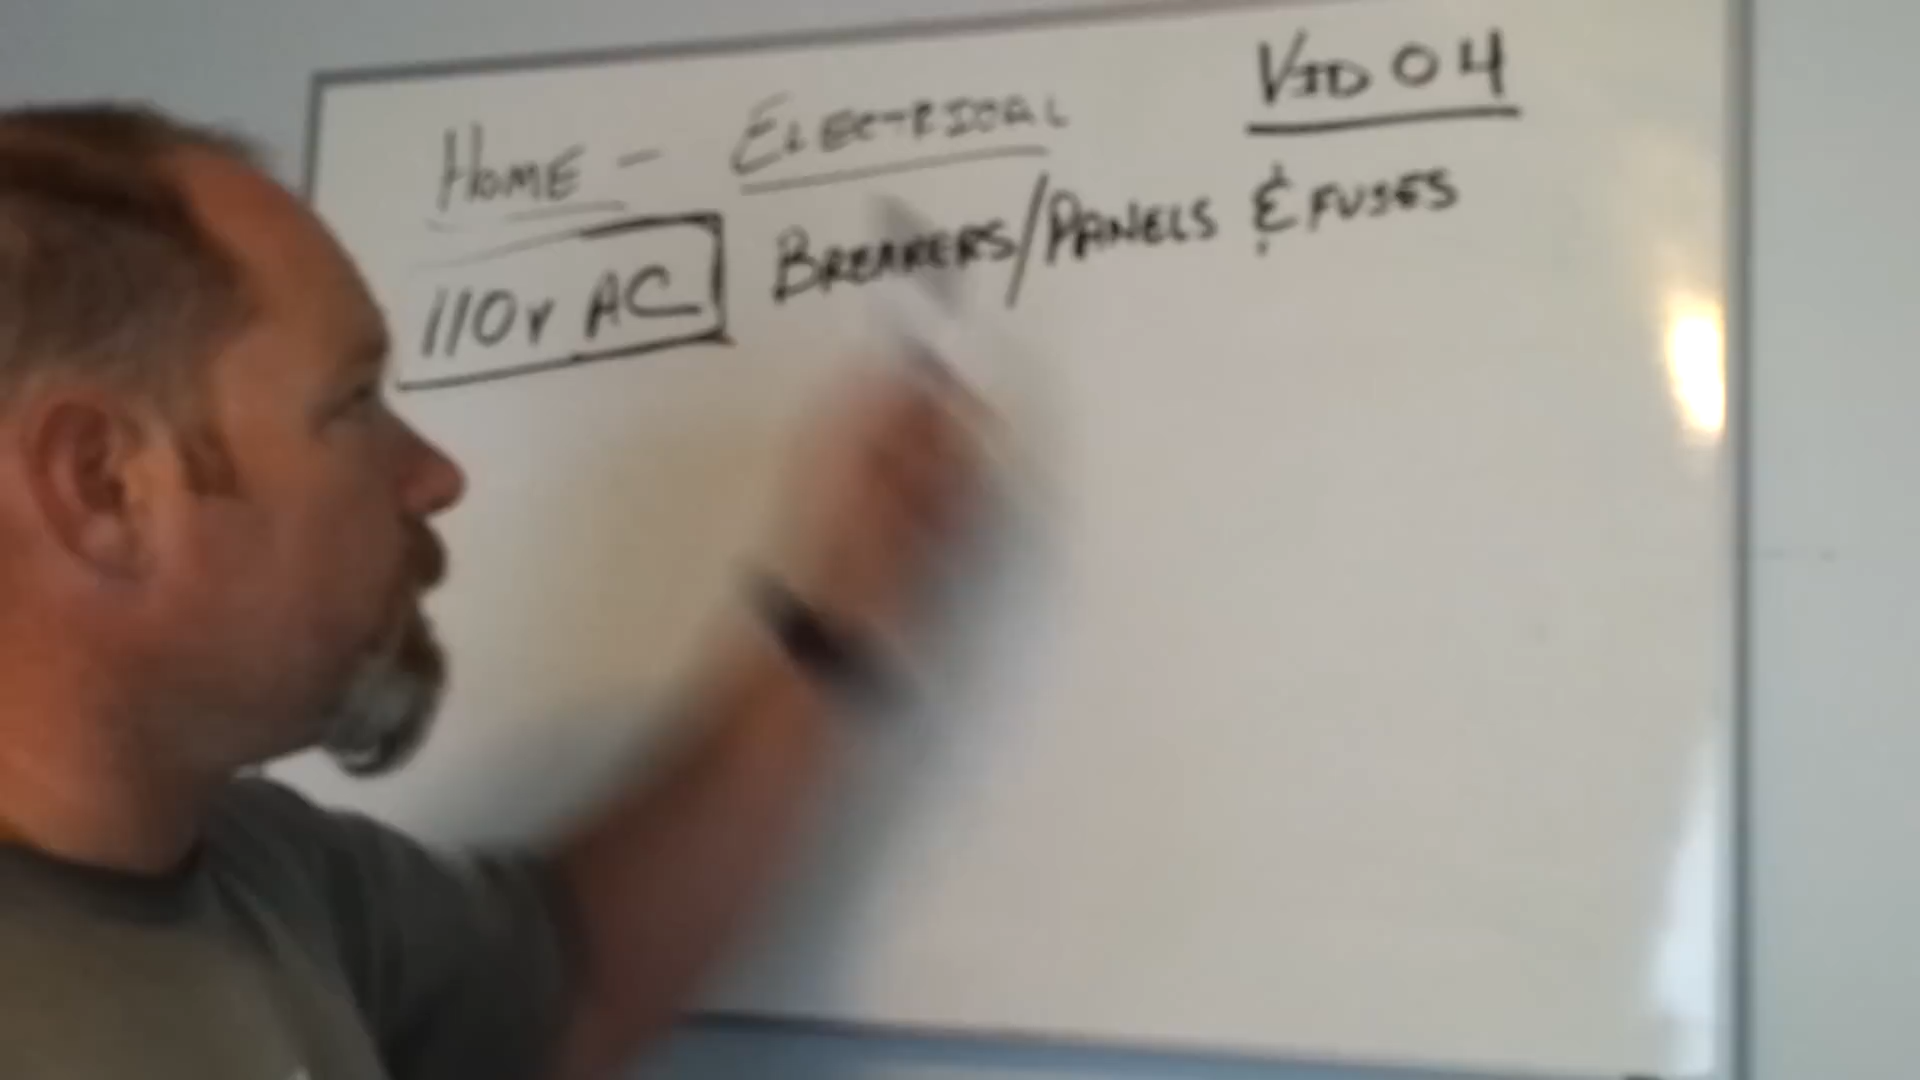 HOME - ELECTRICAL VID 04
110v AC BREAKERS/PANELS & FUSES